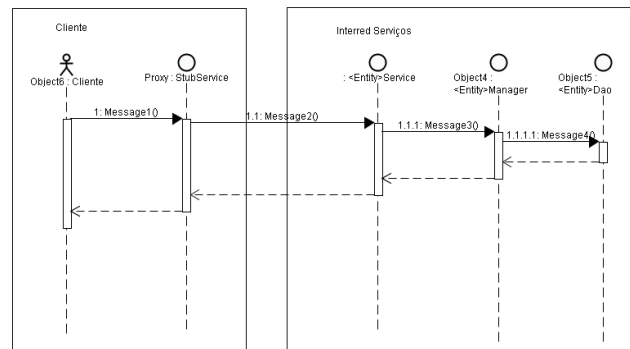 Cliente
Interred Serviços
Object6 : Cliente
Proxy : StubService
: <Entity>Service
Object4 :
<Entity>Manager
Object5 :
<Entity>Dao
1: Message1()
1.1: Message2()
1.1.1: Message3()
1.1.1.1: Message4()